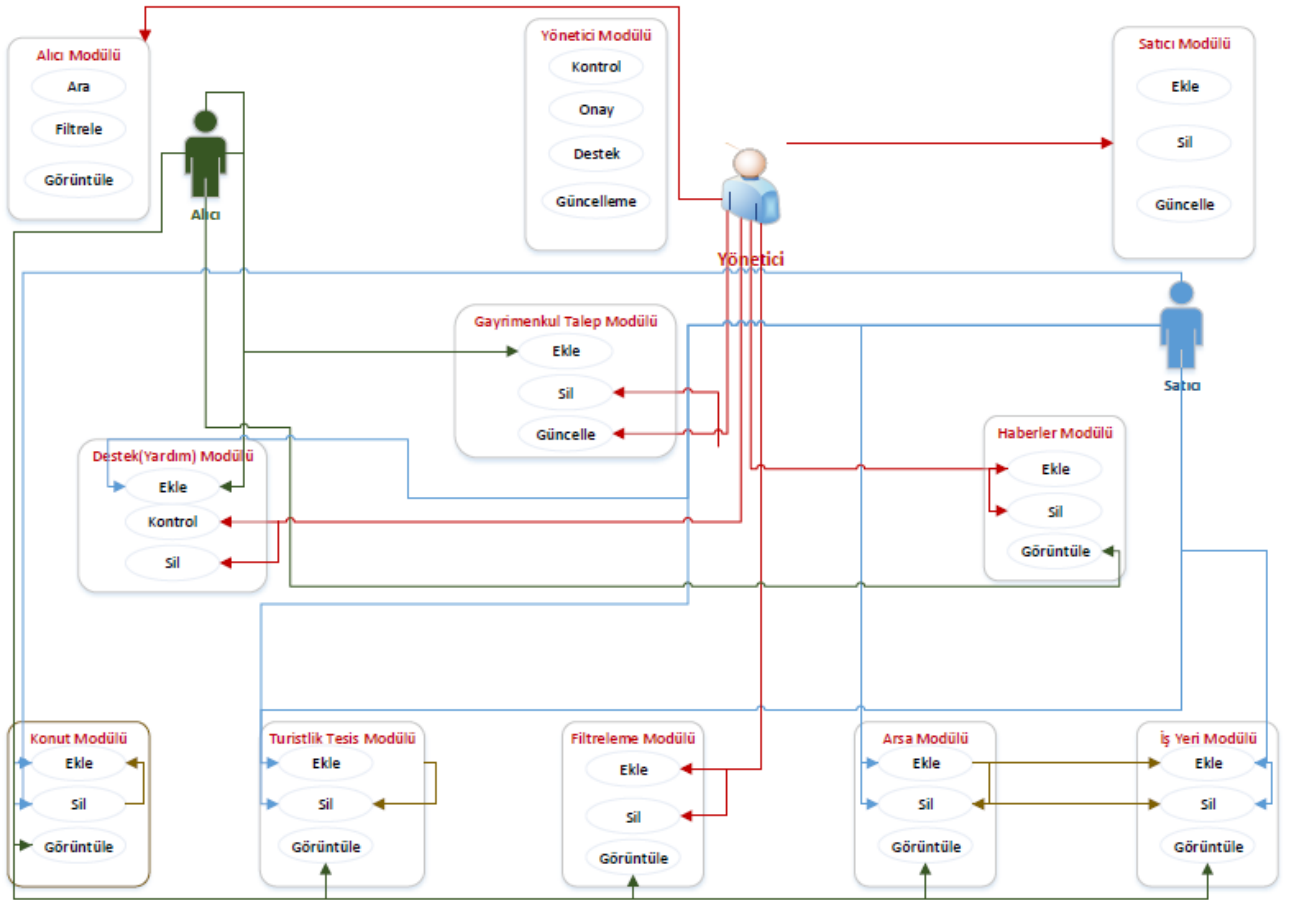 Alıcı Modülü
Ara
Filtrele
Görüntüle
Alıcı
Yönetici Modülü
Kontrol
Onay
Destek
Güncelleme
Yönetici
Satıcı Modülü
Ekle
Sil
Güncelle
Satıcı
Gayrimenkul Talep Modülü
Ekle
Sil
Güncelle
Destek(Yardım) Modülü
Ekle
Kontrol
Sil
Haberler Modülü
Ekle
Sil
Görüntüle
Konut Modülü
Ekle
Sil
Görüntüle
Turistlik Tesis Modülü
Ekle
Sil
Görüntüle
Filtreleme Modülü
Ekle
Sil
Görüntüle
Arsa Modülü
Ekle
Sil
Görüntüle
İş Yeri Modülü
Ekle
Sil
Görüntüle